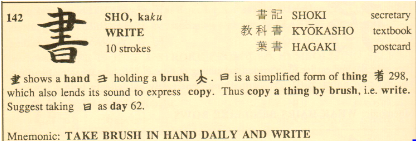 142 書 SHO, kaku 書記 SHOKI secretary
WRITE 教科書 KYŌKASHO textbook
10 strokes 葉書 HAGAKI postcard
shows a hand holding a brush. 日 is a simplified form of thing 者 298,
which also lends its sound to express copy. Thus copy a thing by brush, i.e. write.
Suggest taking 日 as day 62.
Mnemonic: TAKE BRUSH IN HAND DAILY AND WRITE